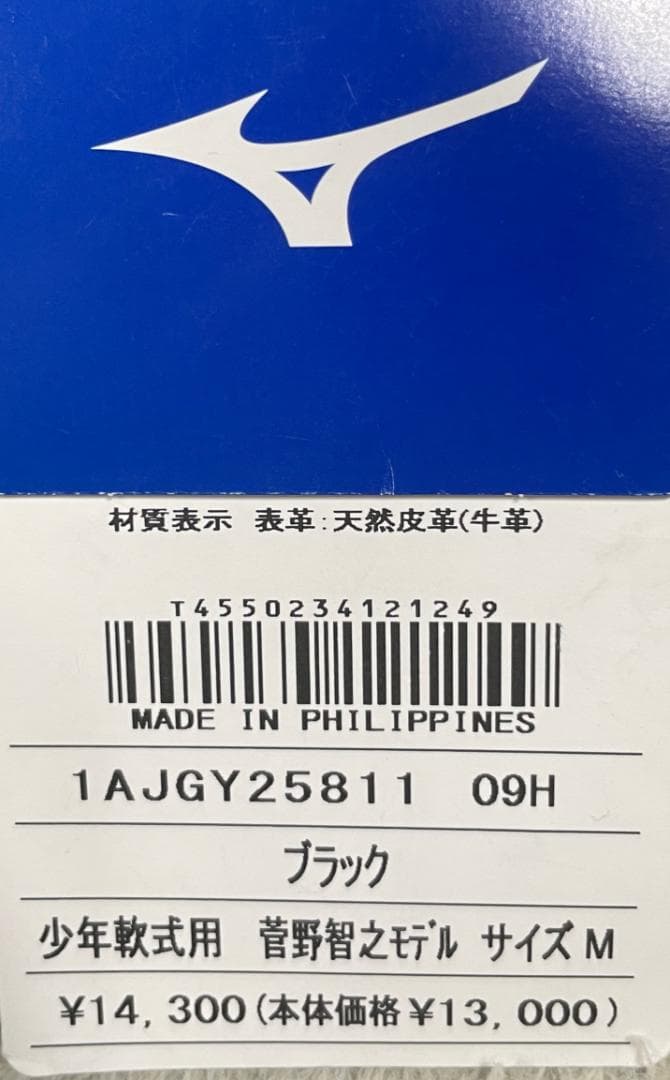 材質表示 表革:天然皮革(牛革)
T4550234121249
MADE IN PHILIPPINES
1AJGY25811 09H
ブラック
少年軟式用 菅野智之ﾓﾃﾞﾙ サイズM
¥14,300(本体価格¥13,000)